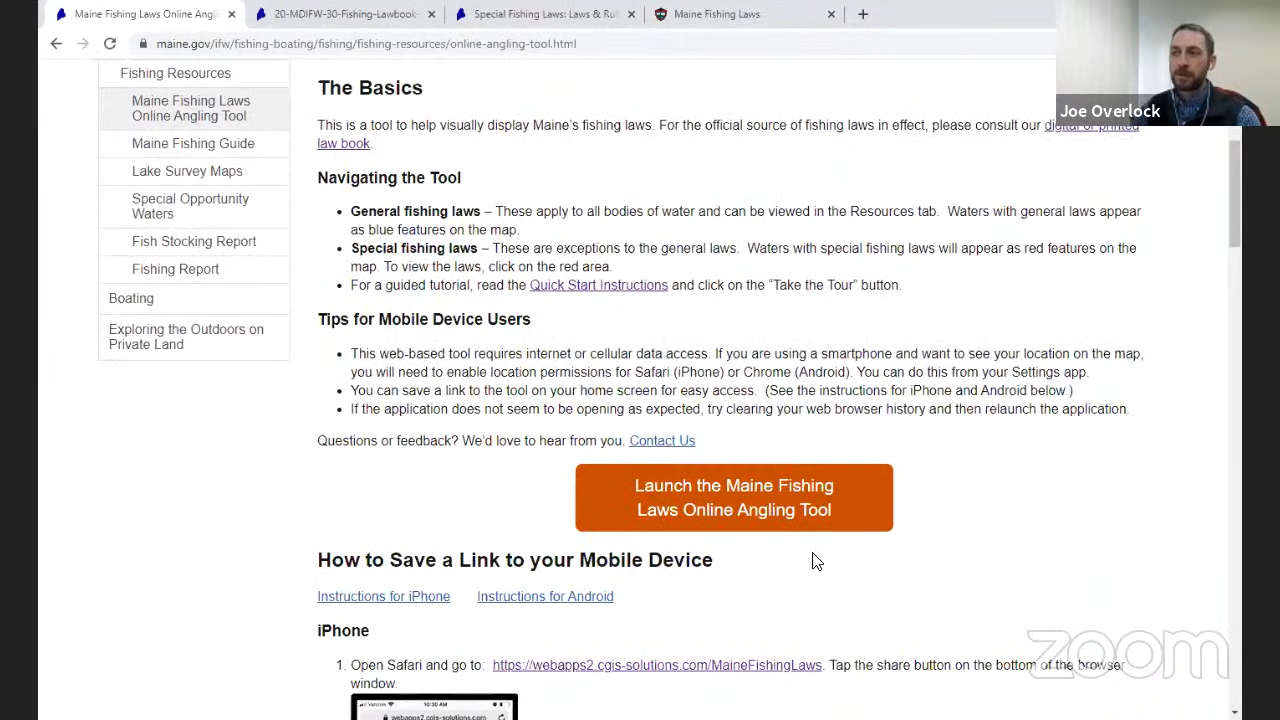 Maine Fishing Laws Online Angl
20-MDIFW-30-Fishing-Lawbook-
Special Fishing Laws: Laws & Rul
Maine Fishing Laws
maine.gov/ifw/fishing-boating/fishing/fishing-resources/online-angling-tool.html
Joe Overlock
Fishing Resources
Maine Fishing Laws
Online Angling Tool
Maine Fishing Guide
Lake Survey Maps
Special Opportunity
Waters
Fish Stocking Report
Fishing Report
Boating
Exploring the Outdoors on
Private Land
The Basics
This is a tool to help visually display Maine's fishing laws. For the official source of fishing laws in effect, please consult our digital or printed
law book.
Navigating the Tool
• General fishing laws – These apply to all bodies of water and can be viewed in the Resources tab. Waters with general laws appear
as blue features on the map.
• Special fishing laws – These are exceptions to the general laws. Waters with special fishing laws will appear as red features on the
map. To view the laws, click on the red area.
• For a guided tutorial, read the Quick Start Instructions and click on the “Take the Tour” button.
Tips for Mobile Device Users
• This web-based tool requires internet or cellular data access. If you are using a smartphone and want to see your location on the map,
you will need to enable location permissions for Safari (iPhone) or Chrome (Android). You can do this from your Settings app.
• You can save a link to the tool on your home screen for easy access. (See the instructions for iPhone and Android below.)
• If the application does not seem to be opening as expected, try clearing your web browser history and then relaunch the application.
Questions or feedback? We'd love to hear from you. Contact Us
Launch the Maine Fishing
Laws Online Angling Tool
How to Save a Link to your Mobile Device
Instructions for iPhone Instructions for Android
iPhone
1. Open Safari and go to: https://webapps2.cgis-solutions.com/MaineFishingLaws. Tap the share button on the bottom of the browser
window.
Verizon 10:30 AM
webapps2.cgis-solutions.com
zoom